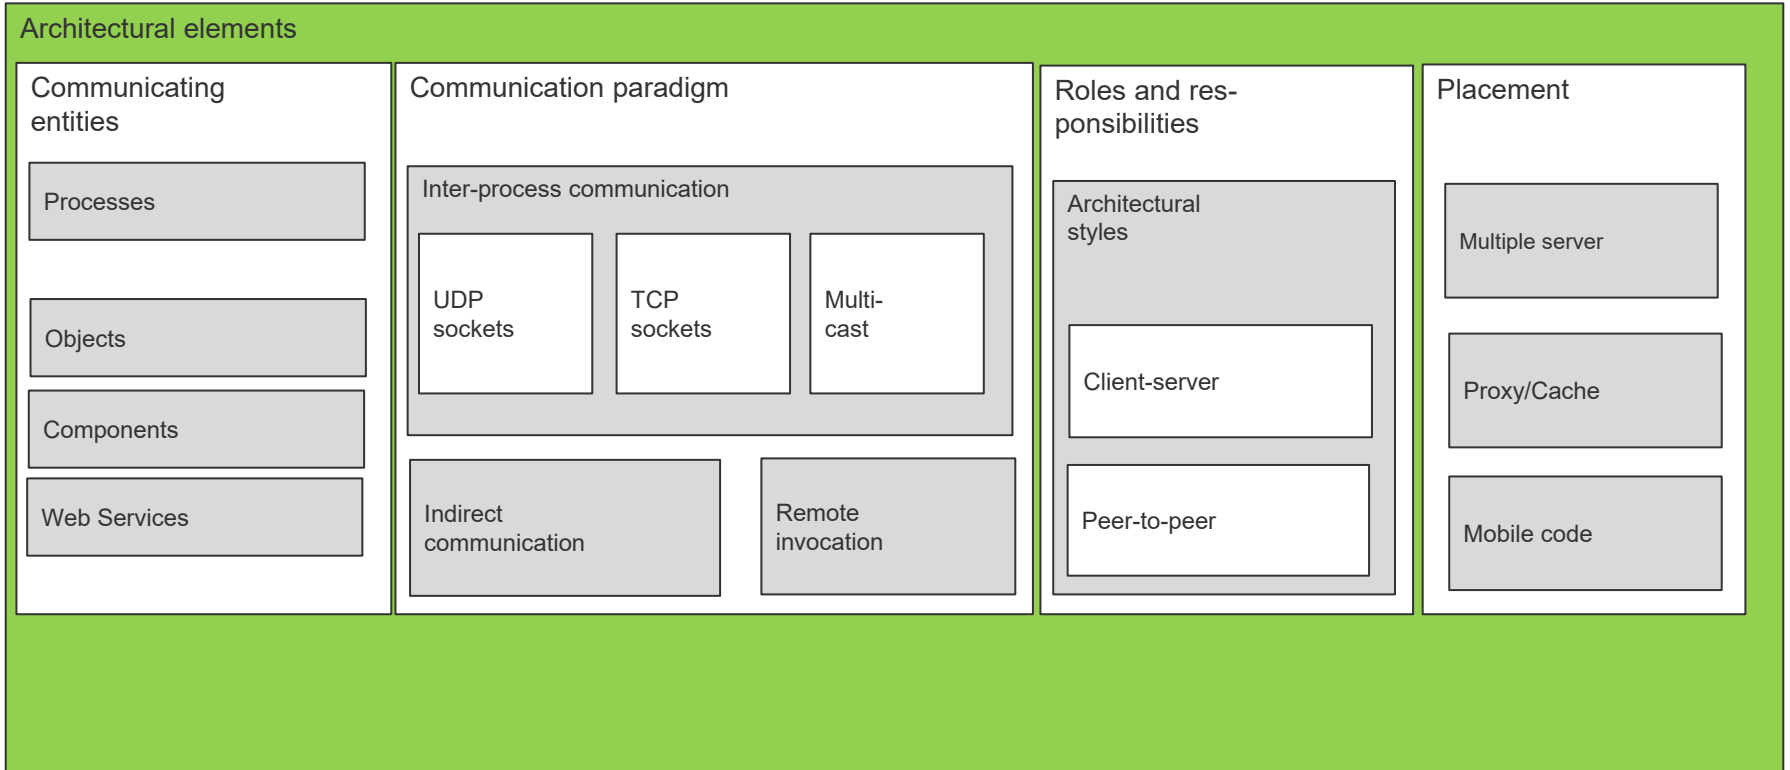 Architectural elements
Communicating
entities
Processes
Objects
Components
Web Services
Communication paradigm
Inter-process communication
UDP
sockets
TCP
sockets
Multi-
cast
Indirect
communication
Remote
invocation
Roles and res-
ponsibilities
Architectural
styles
Client-server
Peer-to-peer
Placement
Multiple server
Proxy/Cache
Mobile code